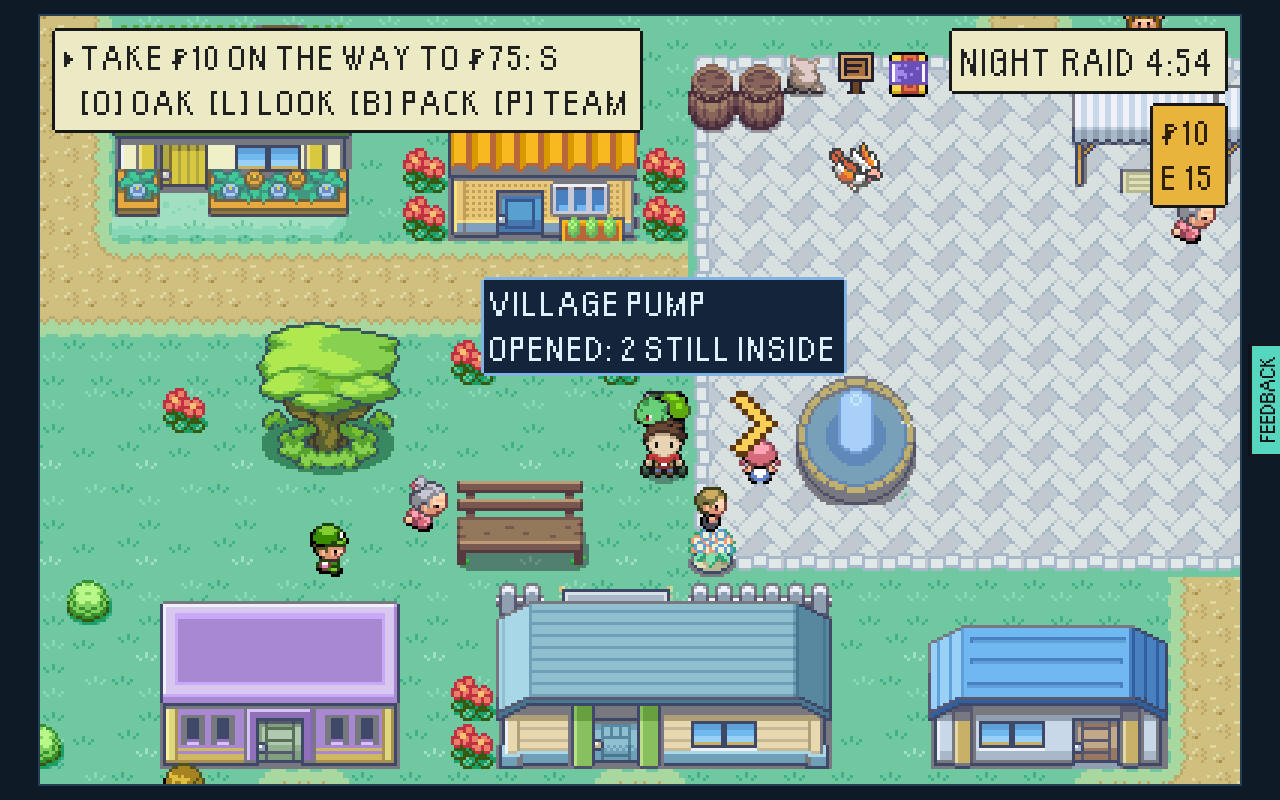 ▸TAKE ₽10 ON THE WAY TO ₽75: S
[O] OAK [L] LOOK [B] PACK [P] TEAM
NIGHT RAID 4:54
₽10
E 15
VILLAGE PUMP
OPENED: 2 STILL INSIDE
FEEDBACK